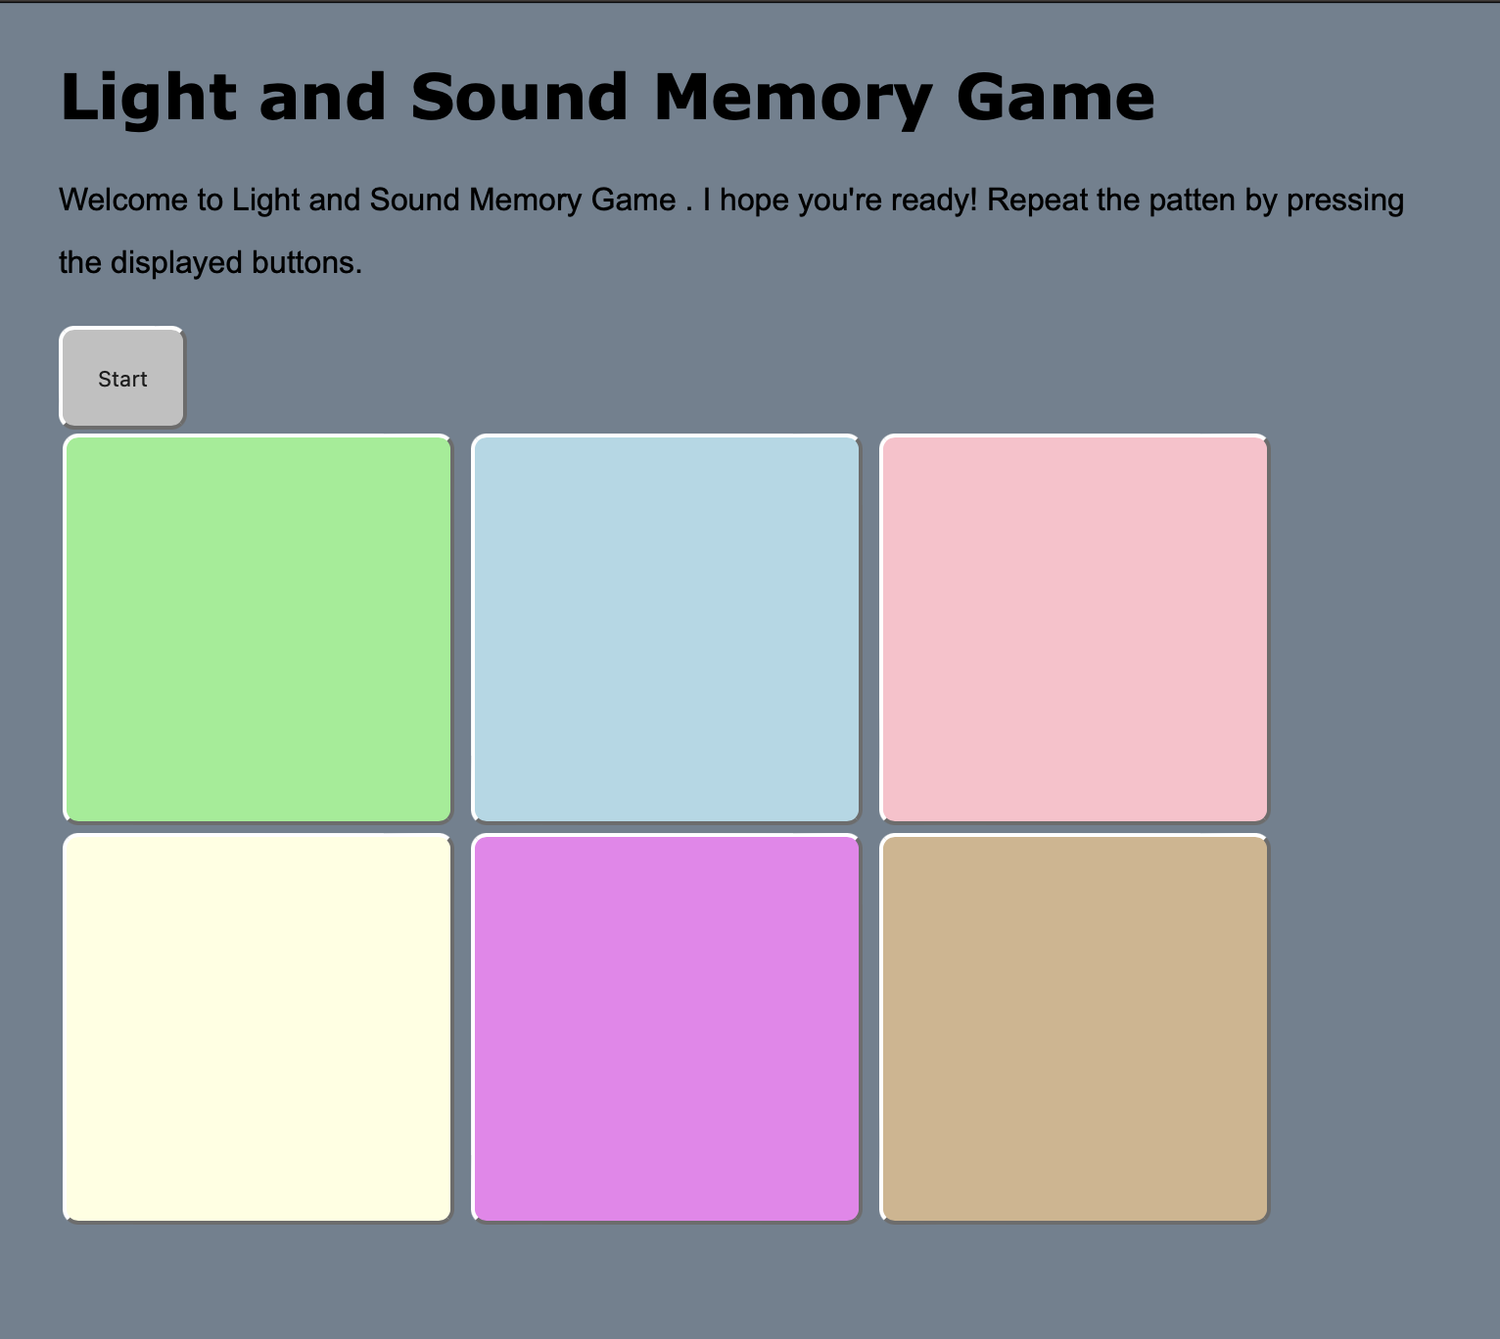 Light and Sound Memory Game
Welcome to Light and Sound Memory Game . I hope you're ready! Repeat the patten by pressing
the displayed buttons.
Start